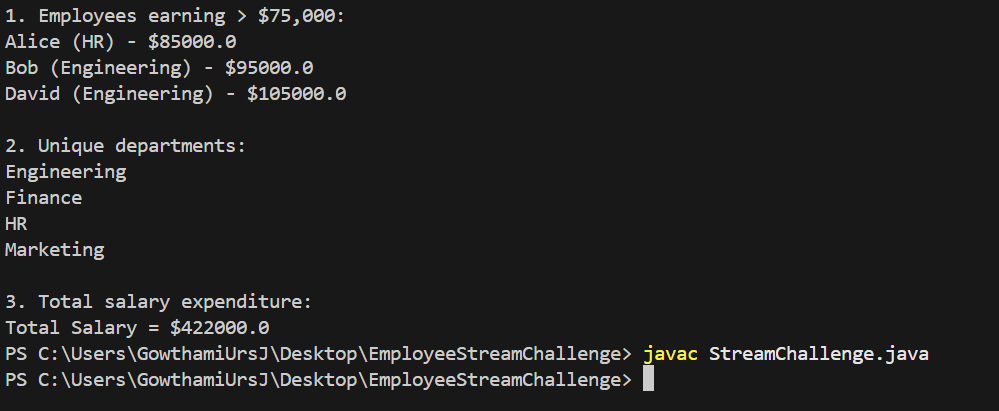 1. Employees earning > $75,000:
Alice (HR) - $85000.0
Bob (Engineering) - $95000.0
David (Engineering) - $105000.0
2. Unique departments:
Engineering
Finance
HR
Marketing
3. Total salary expenditure:
Total Salary = $422000.0
PS C:\Users\GowthamiUrsJ\Desktop\EmployeeStreamChallenge> javac StreamChallenge.java
PS C:\Users\GowthamiUrsJ\Desktop\EmployeeStreamChallenge>